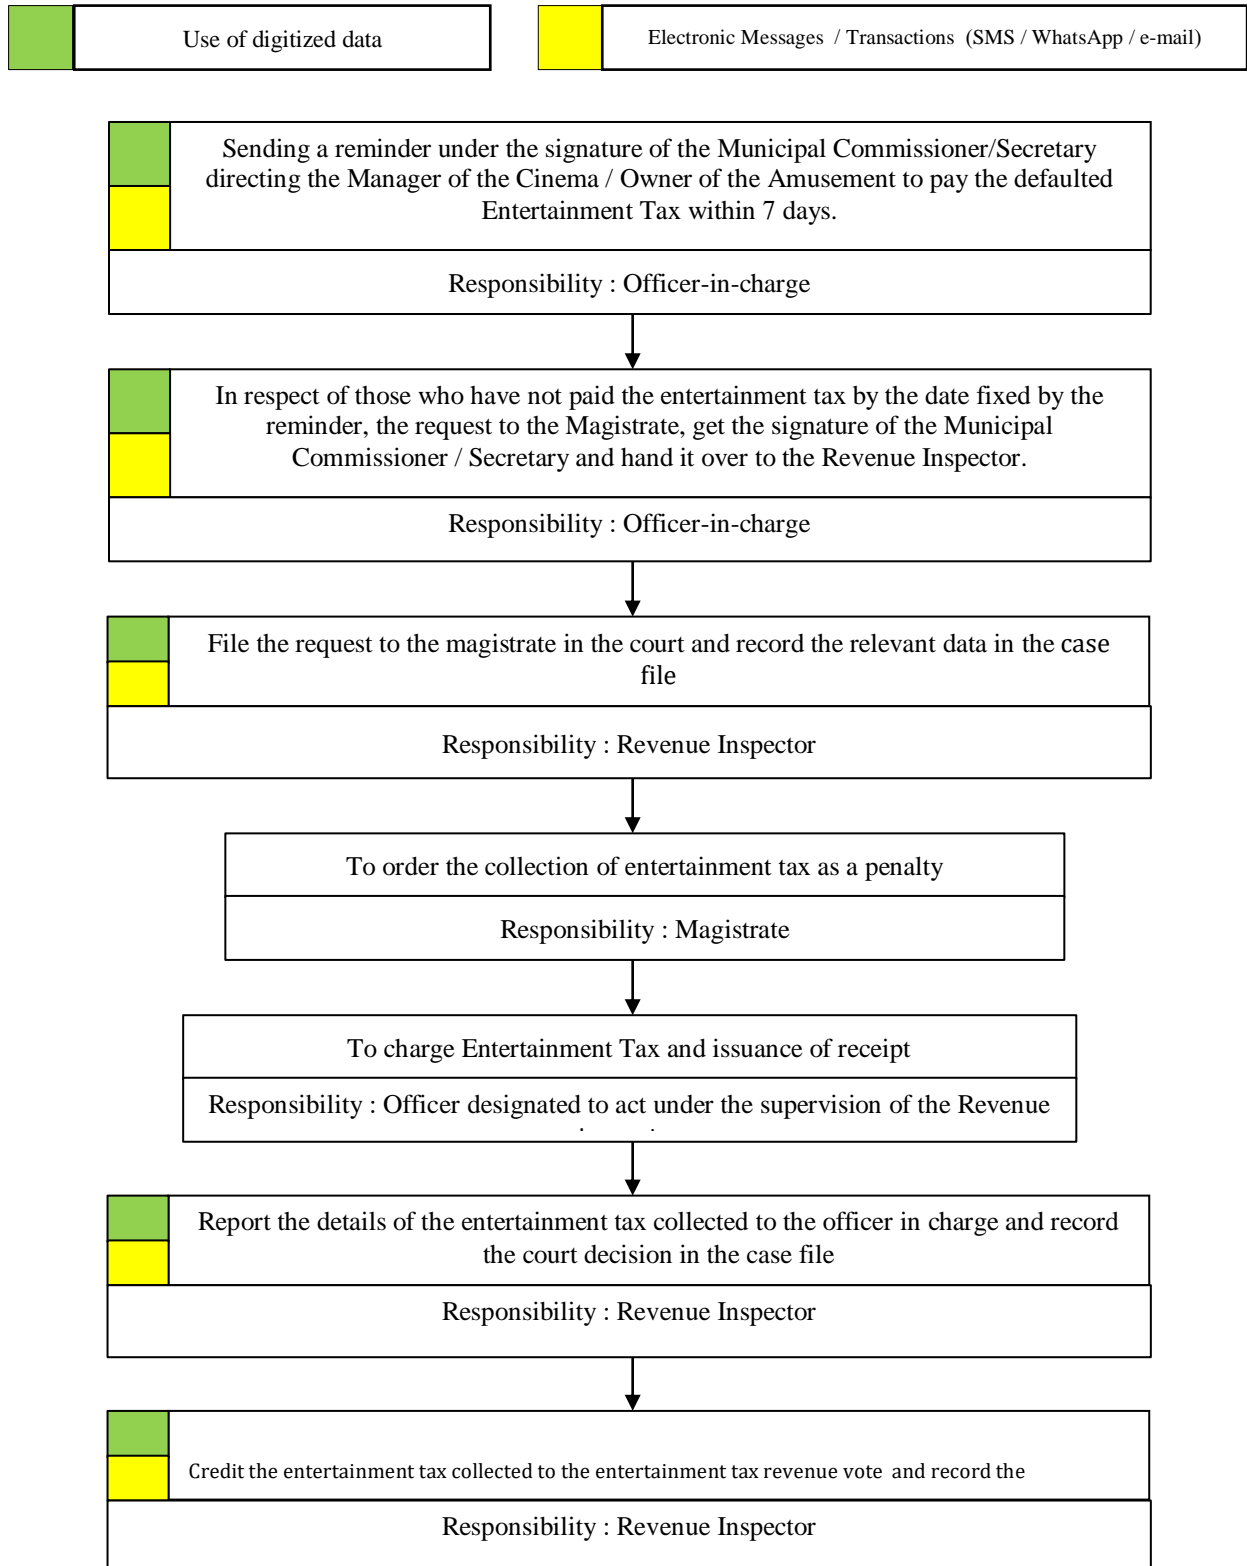 Use of digitized data
Electronic Messages / Transactions (SMS / WhatsApp / e-mail)
Sending a reminder under the signature of the Municipal Commissioner/Secretary
directing the Manager of the Cinema / Owner of the Amusement to pay the defaulted
Entertainment Tax within 7 days.
Responsibility : Officer-in-charge
In respect of those who have not paid the entertainment tax by the date fixed by the
reminder, the request to the Magistrate, get the signature of the Municipal
Commissioner / Secretary and hand it over to the Revenue Inspector.
Responsibility : Officer-in-charge
File the request to the magistrate in the court and record the relevant data in the case
file
Responsibility : Revenue Inspector
To order the collection of entertainment tax as a penalty
Responsibility : Magistrate
To charge Entertainment Tax and issuance of receipt
Responsibility : Officer designated to act under the supervision of the Revenue
Report the details of the entertainment tax collected to the officer in charge and record
the court decision in the case file
Responsibility : Revenue Inspector
Credit the entertainment tax collected to the entertainment tax revenue vote and record the
Responsibility : Revenue Inspector